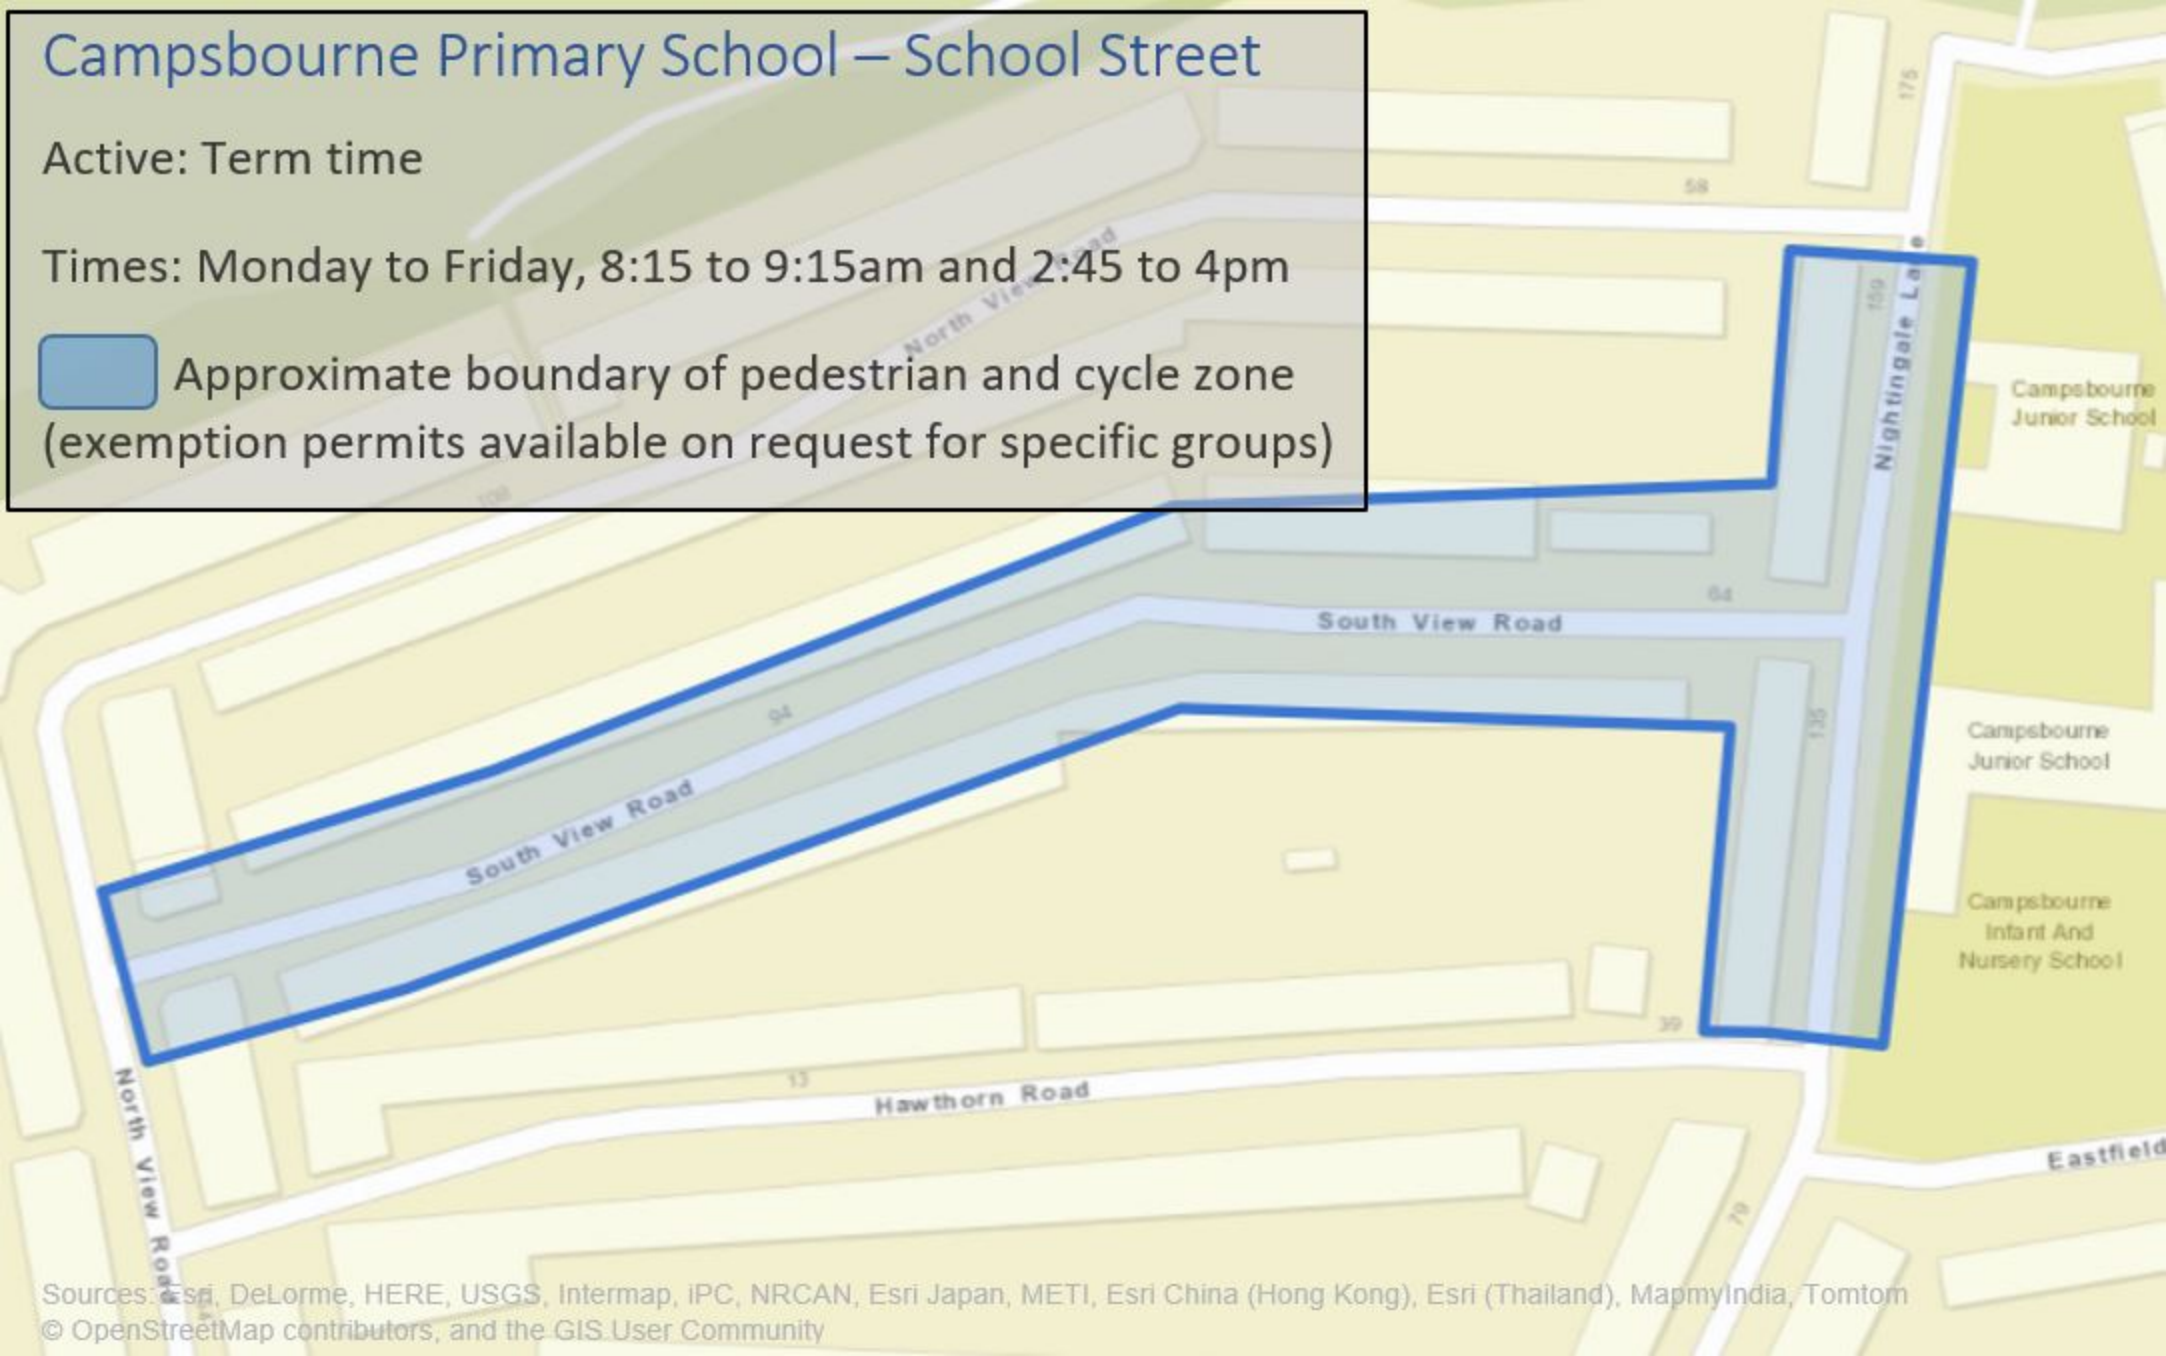 Campsbourne Primary School – School Street
Active: Term time
Times: Monday to Friday, 8:15 to 9:15am and 2:45 to 4pm
Approximate boundary of pedestrian and cycle zone
(exemption permits available on request for specific groups)
175
58
North View Road
159
Nightingale Lane
Campsbourne
Junior School
108
64
South View Road
94
135
Campsbourne
Junior School
South View Road
Campsbourne
Infant And
Nursery School
39
13
Hawthorn Road
North View Road
Eastfield
79
Sources: Esri, DeLorme, HERE, USGS, Intermap, iPC, NRCAN, Esri Japan, METI, Esri China (Hong Kong), Esri (Thailand), MapmyIndia, Tomtom
© OpenStreetMap contributors, and the GIS User Community